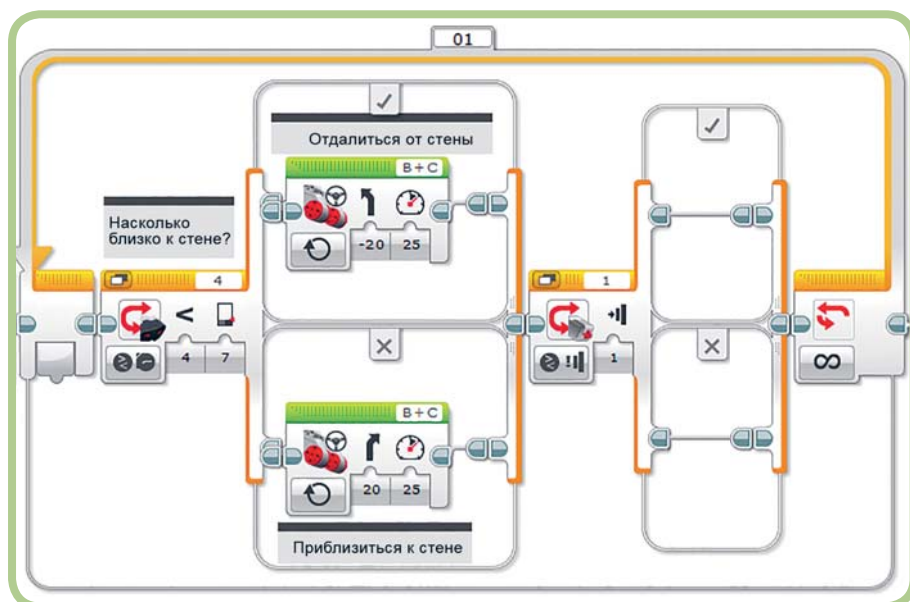 01
Отдалиться от стены
B+C
-20 25
Насколько
близко к стене?
4
<
4 7
1
1
B+C
20 25
Приблизиться к стене